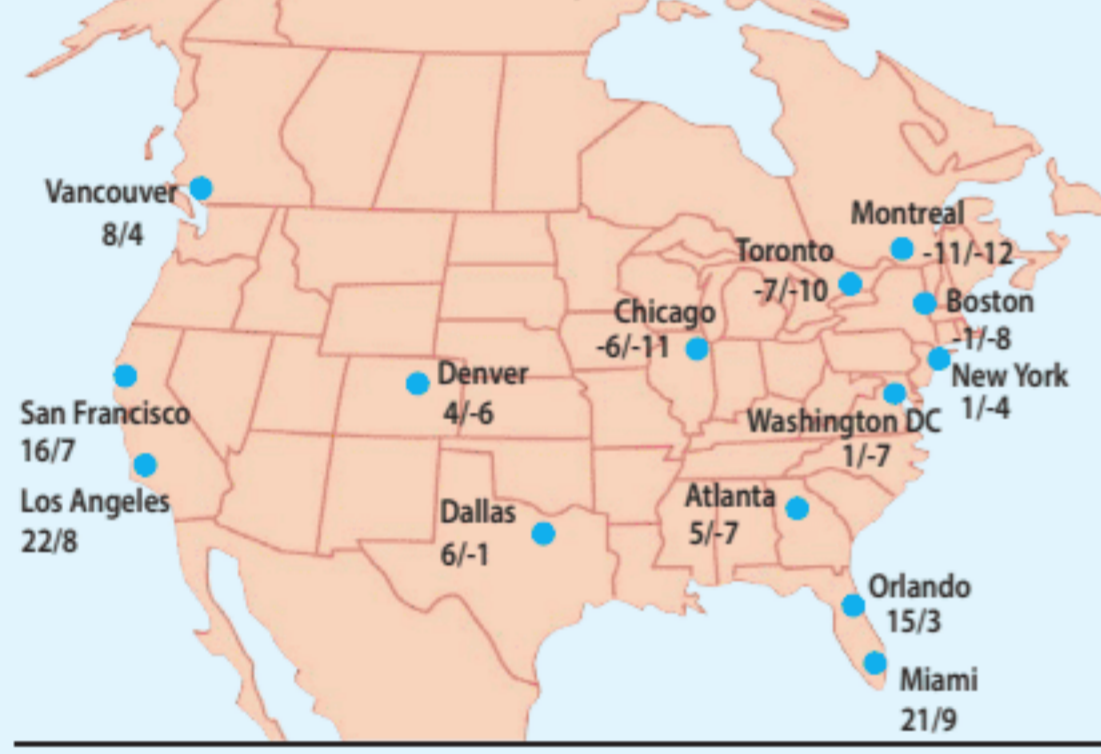 Vancouver
8/4
Montreal
-11/-12
Toronto
-7/-10
Boston
-1/-8
Chicago
-6/-11
New York
1/-4
Denver
4/-6
Washington DC
1/-7
San Francisco
16/7
Los Angeles
22/8
Dallas
6/-1
Atlanta
5/-7
Orlando
15/3
Miami
21/9